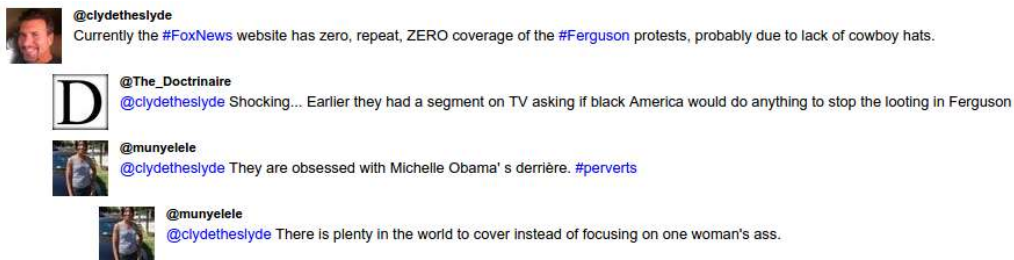 @clydetheslyde
Currently the #FoxNews website has zero, repeat, ZERO coverage of the #Ferguson protests, probably due to lack of cowboy hats.
D
@The_Doctrinaire
@clydetheslyde Shocking... Earlier they had a segment on TV asking if black America would do anything to stop the looting in Ferguson
@munyelele
@clydetheslyde They are obsessed with Michelle Obama' s derrière. #perverts
@munyelele
@clydetheslyde There is plenty in the world to cover instead of focusing on one woman's ass.